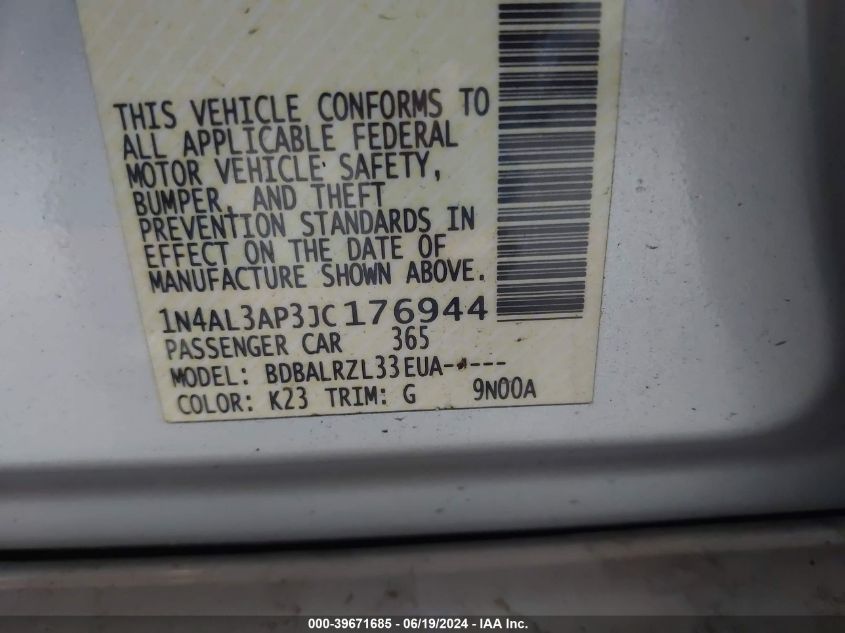 THIS VEHICLE CONFORMS TO
ALL APPLICABLE FEDERAL
MOTOR VEHICLE SAFETY,
BUMPER, AND THEFT
PREVENTION STANDARDS IN
EFFECT ON THE DATE OF
MANUFACTURE SHOWN ABOVE.
1N4AL3AP3JC176944
PASSENGER CAR 365
MODEL: BDBALRZL33EUA-----
COLOR: K23 TRIM: G 9N00A
000-39671685 - 06/19/2024 - IAA Inc.